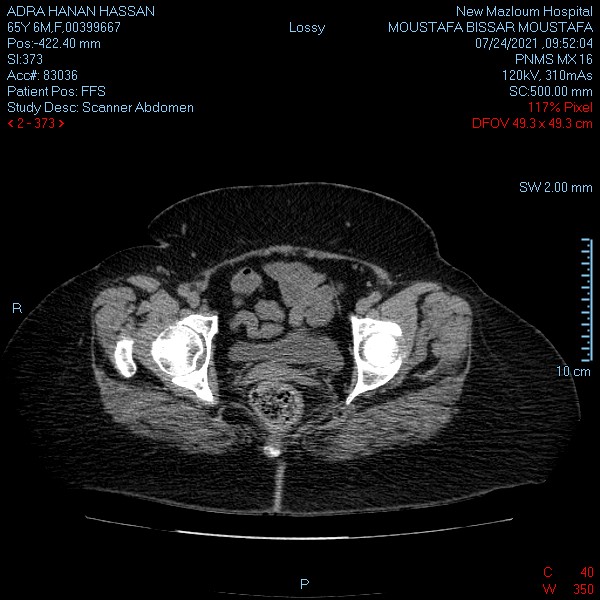 ADRA HANAN HASSAN
65Y 6M,F,00399667
Pos:-422.40 mm
SI:373
Acc#: 83036
Patient Pos: FFS
Study Desc: Scanner Abdomen
< 2 - 373 >
Lossy
New Mazloum Hospital
MOUSTAFA BISSAR MOUSTAFA
07/24/2021 ,09:52:04
PNMS MX 16
120kV, 310mAs
SC:500.00 mm
117% Pixel
DFOV 49.3 x 49.3 cm
SW 2.00 mm
R
10 cm
P
C 40
W 350